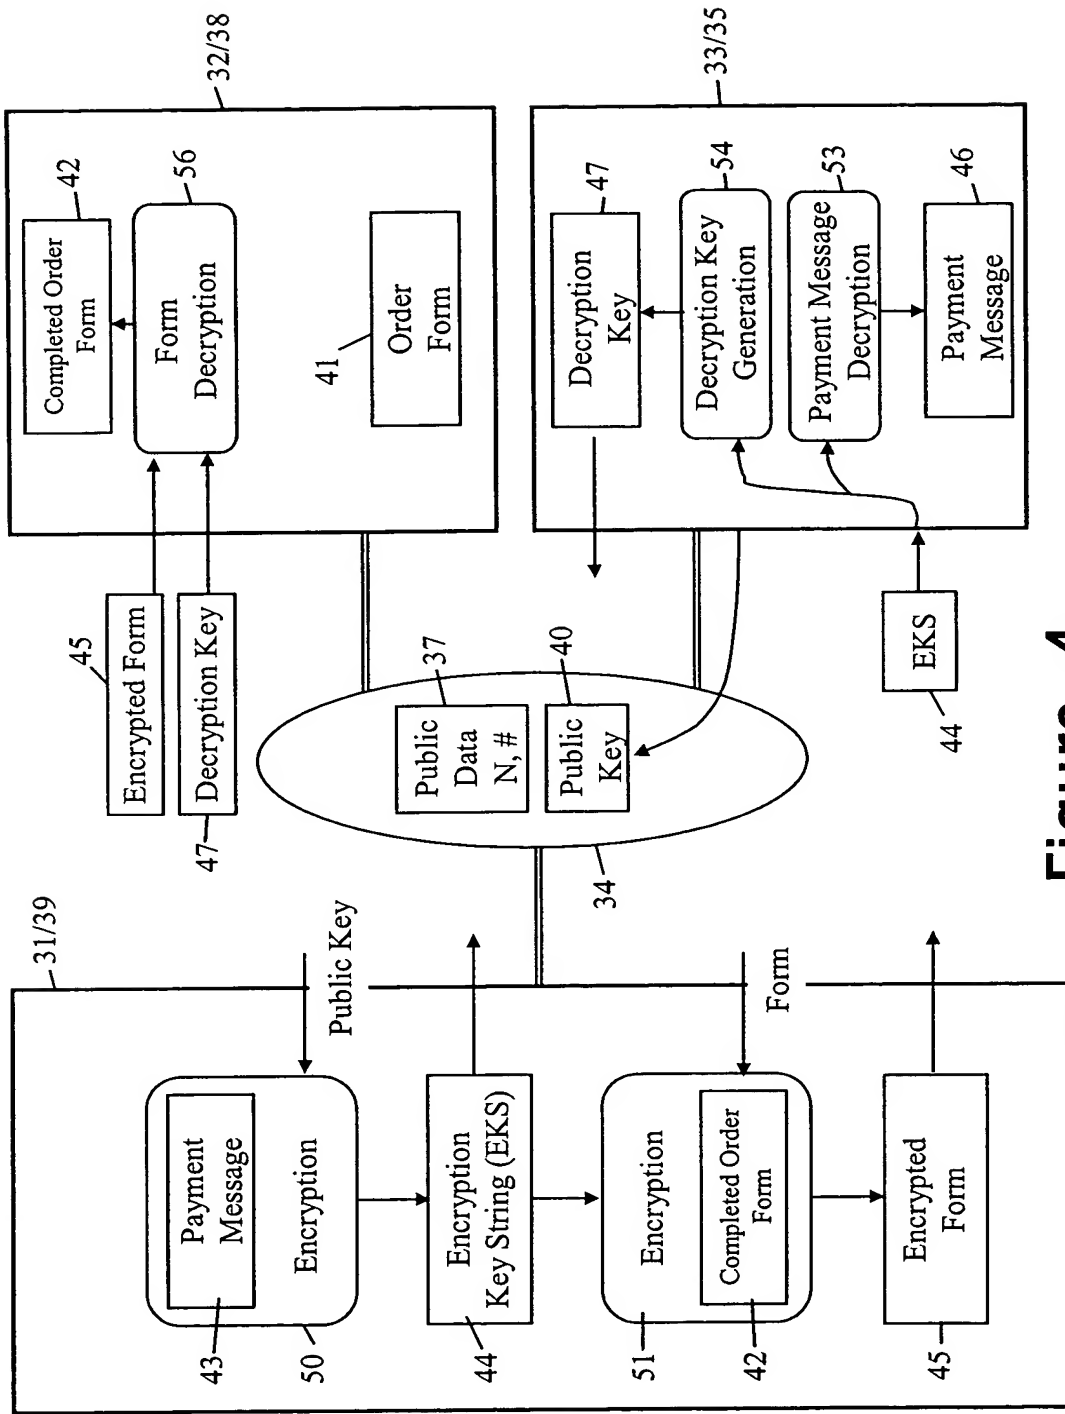 31/39
43
Payment
Message
Encryption
50
Public Key
Encryption
Key String (EKS)
44
Encryption
51
Completed Order
Form
42
Form
Encrypted
Form
45
34
Public
Data
N, #
37
Public
Key
40
45
Encrypted Form
Decryption Key
47
32/38
Completed Order
Form
42
Form
Decryption
56
41
Order
Form
33/35
Decryption
Key
47
Decryption Key
Generation
54
Payment Message
Decryption
53
Payment
Message
46
EKS
44